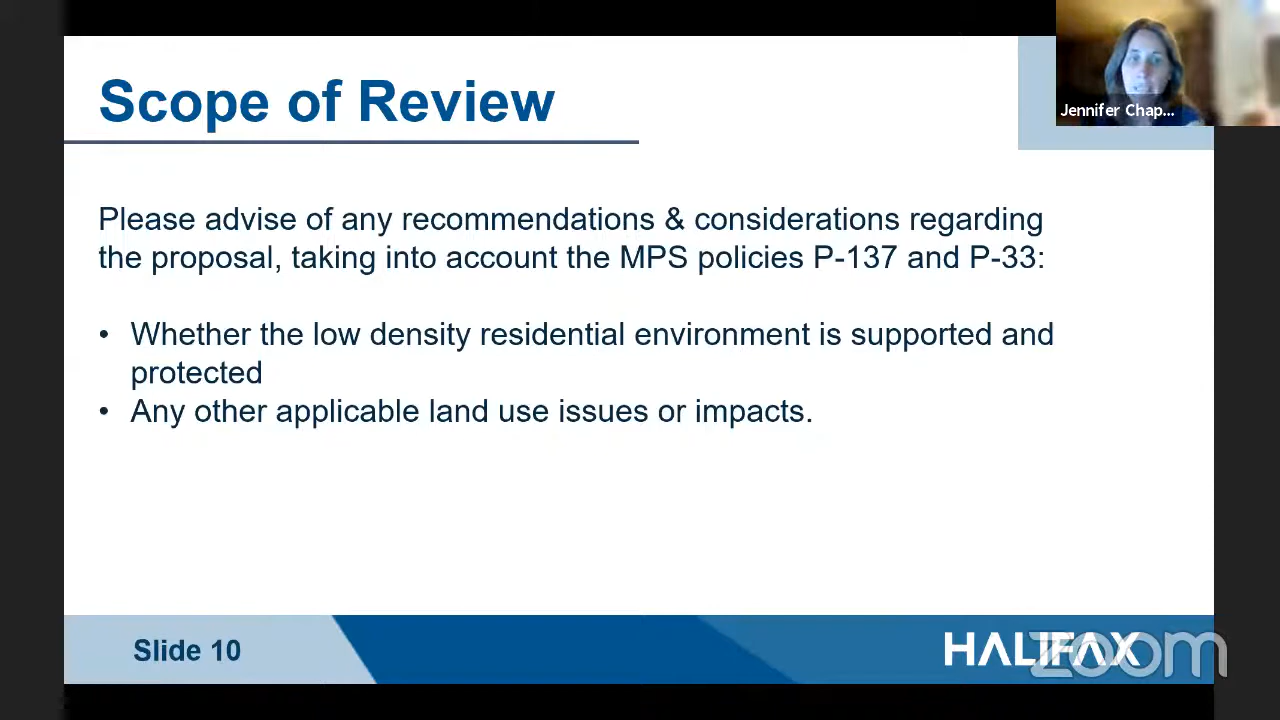 Scope of Review
Jennifer Chap...
Please advise of any recommendations & considerations regarding
the proposal, taking into account the MPS policies P-137 and P-33:
• Whether the low density residential environment is supported and
protected
• Any other applicable land use issues or impacts.
Slide 10
HALIFAX
zoom